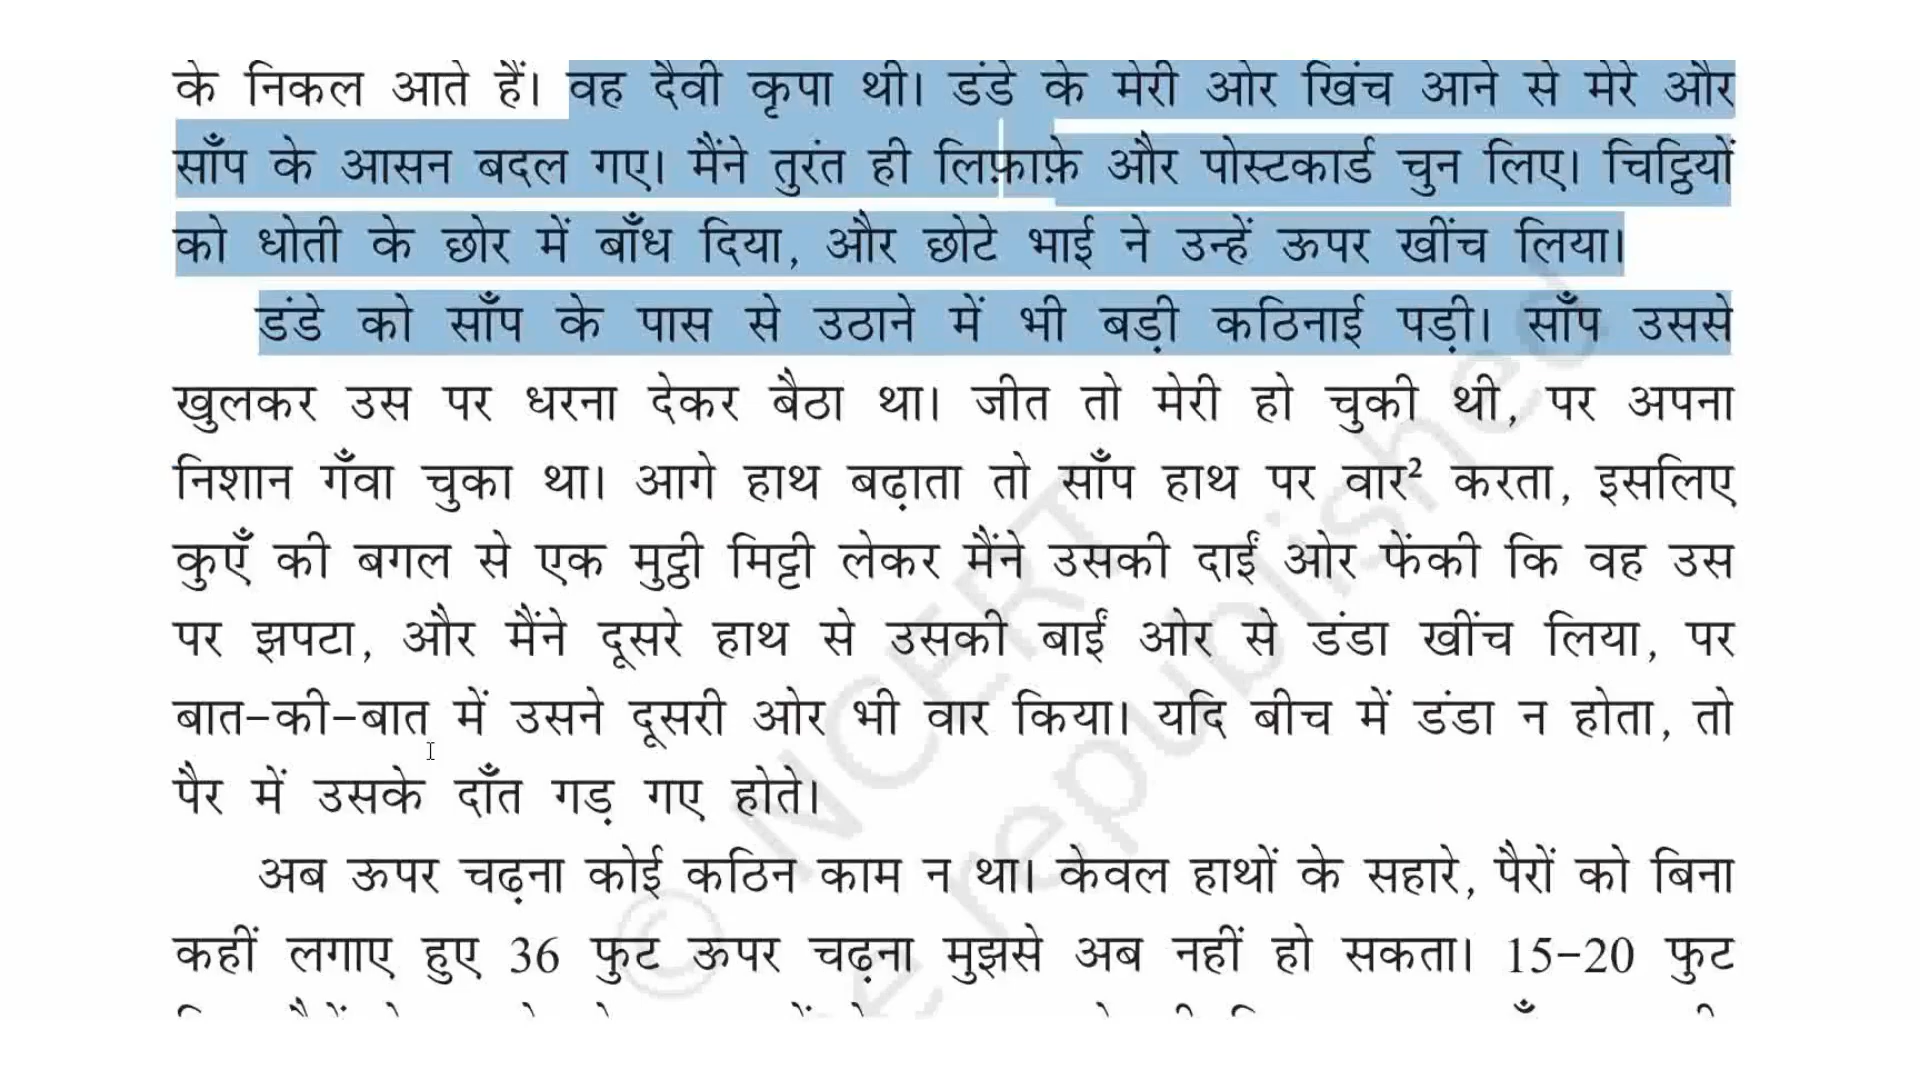 के निकल आते हैं। वह दैवी कृपा थी। डंडे के मेरी ओर खिंच आने से मेरे और
साँप के आसन बदल गए। मैंने तुरंत ही लिफ़ाफ़े और पोस्टकार्ड चुन लिए। चिट्ठियों
को धोती के छोर में बाँध दिया, और छोटे भाई ने उन्हें ऊपर खींच लिया।
डंडे को साँप के पास से उठाने में भी बड़ी कठिनाई पड़ी। साँप उससे
खुलकर उस पर धरना देकर बैठा था। जीत तो मेरी हो चुकी थी, पर अपना
निशान गँवा चुका था। आगे हाथ बढ़ाता तो साँप हाथ पर वार² करता, इसलिए
कुएँ की बगल से एक मुट्ठी मिट्टी लेकर मैंने उसकी दाईं ओर फेंकी कि वह उस
पर झपटा, और मैंने दूसरे हाथ से उसकी बाईं ओर से डंडा खींच लिया, पर
बात-की-बात में उसने दूसरी ओर भी वार किया। यदि बीच में डंडा न होता, तो
पैर में उसके दाँत गड़ गए होते।
अब ऊपर चढ़ना कोई कठिन काम न था। केवल हाथों के सहारे, पैरों को बिना
कहीं लगाए हुए 36 फुट ऊपर चढ़ना मुझसे अब नहीं हो सकता। 15-20 फुट
© NCERT
republished